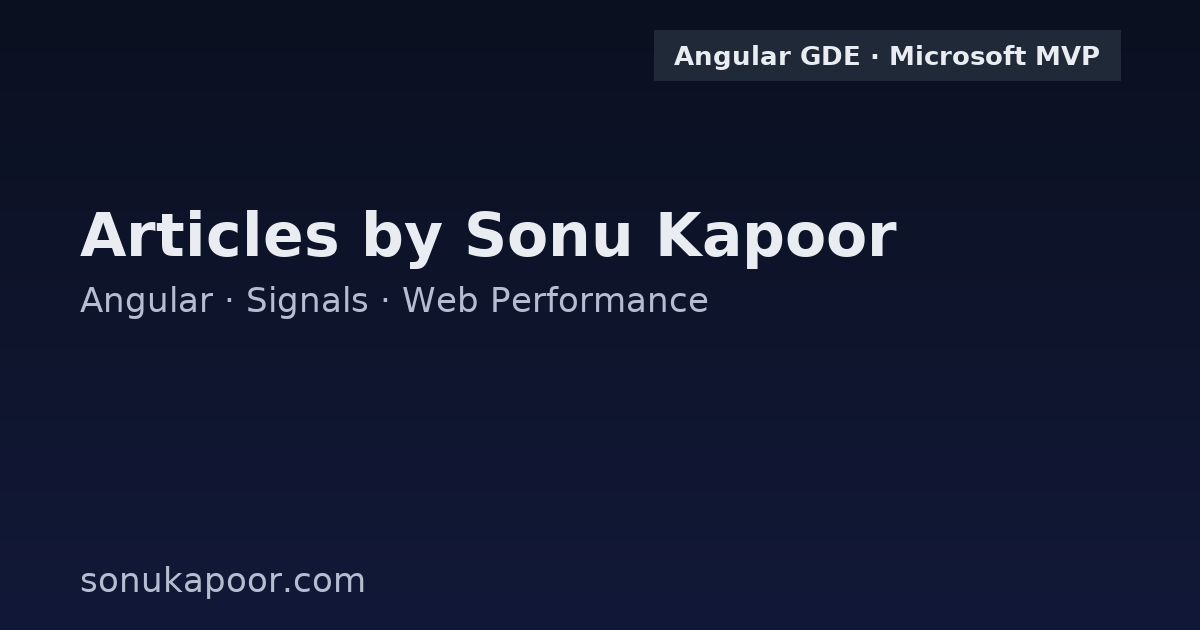 Angular GDE · Microsoft MVP
Articles by Sonu Kapoor
Angular · Signals · Web Performance
sonukapoor.com